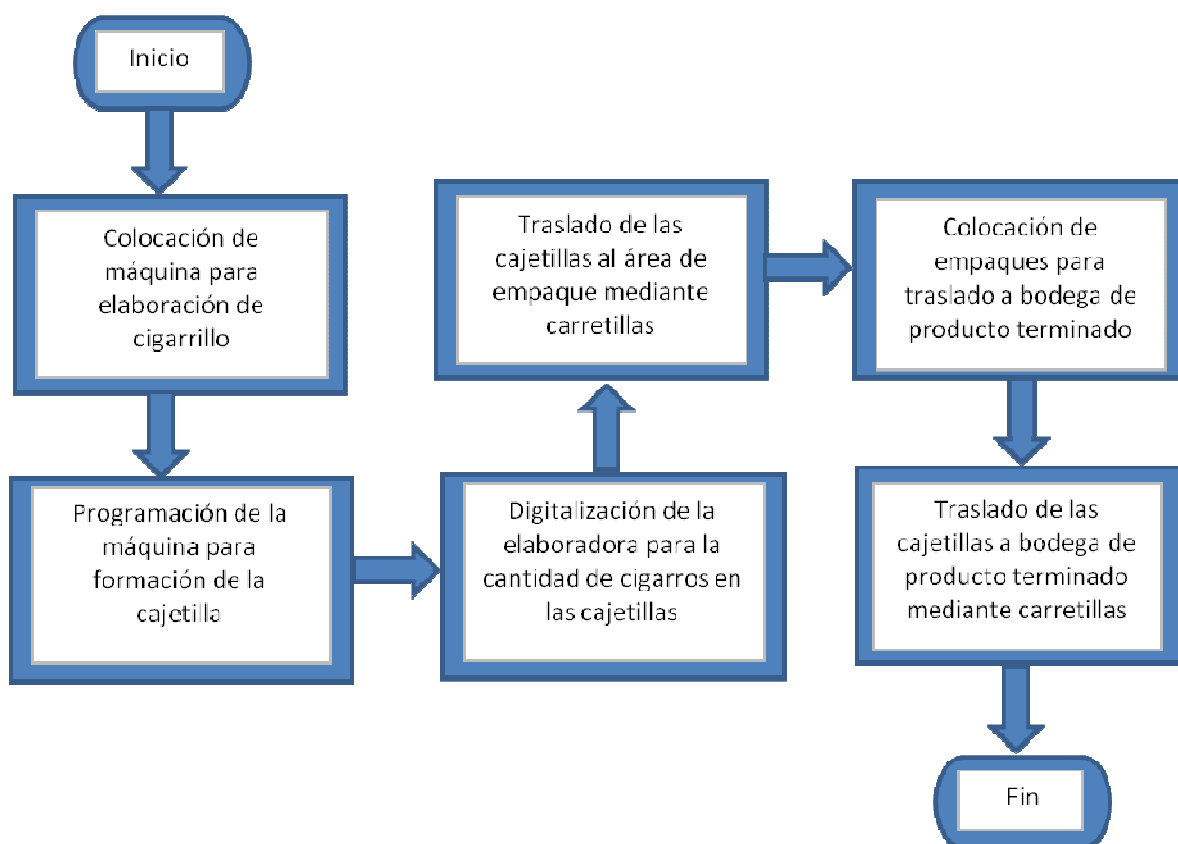 Inicio
Colocación de
máquina para
elaboración de
cigarrillo
Programación de la
máquina para
formación de la
cajetilla
Digitalización de la
elaboradora para la
cantidad de cigarros en
las cajetillas
Traslado de las
cajetillas al área de
empaque mediante
carretillas
Colocación de
empaques para
traslado a bodega de
producto terminado
Traslado de las
cajetillas a bodega de
producto terminado
mediante carretillas
Fin